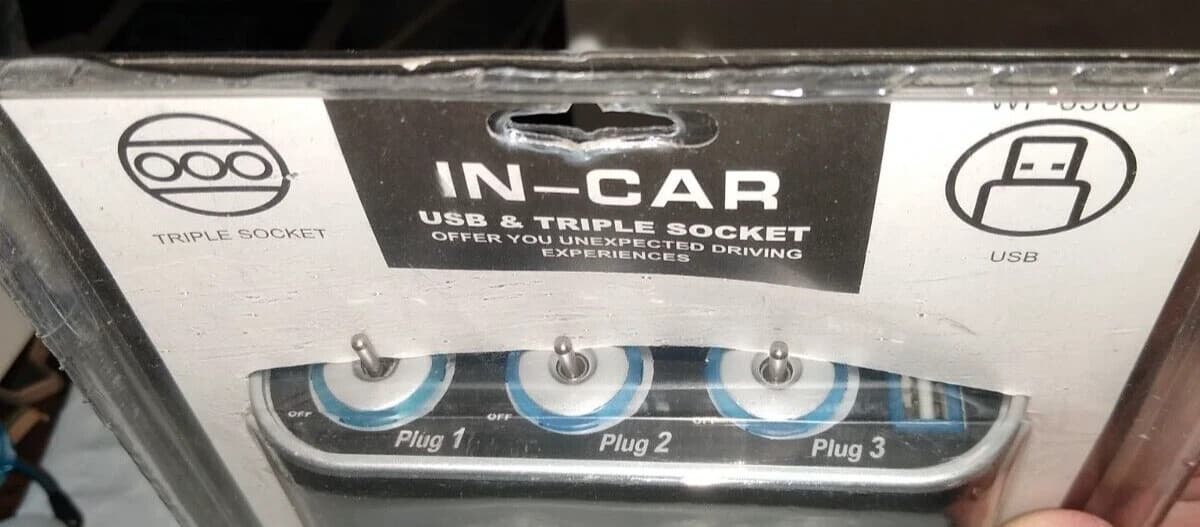 IN-CAR
USB & TRIPLE SOCKET
OFFER YOU UNEXPECTED DRIVING
EXPERIENCES
TRIPLE SOCKET
USB
OFF
OFF
OFF
Plug 1
Plug 2
Plug 3